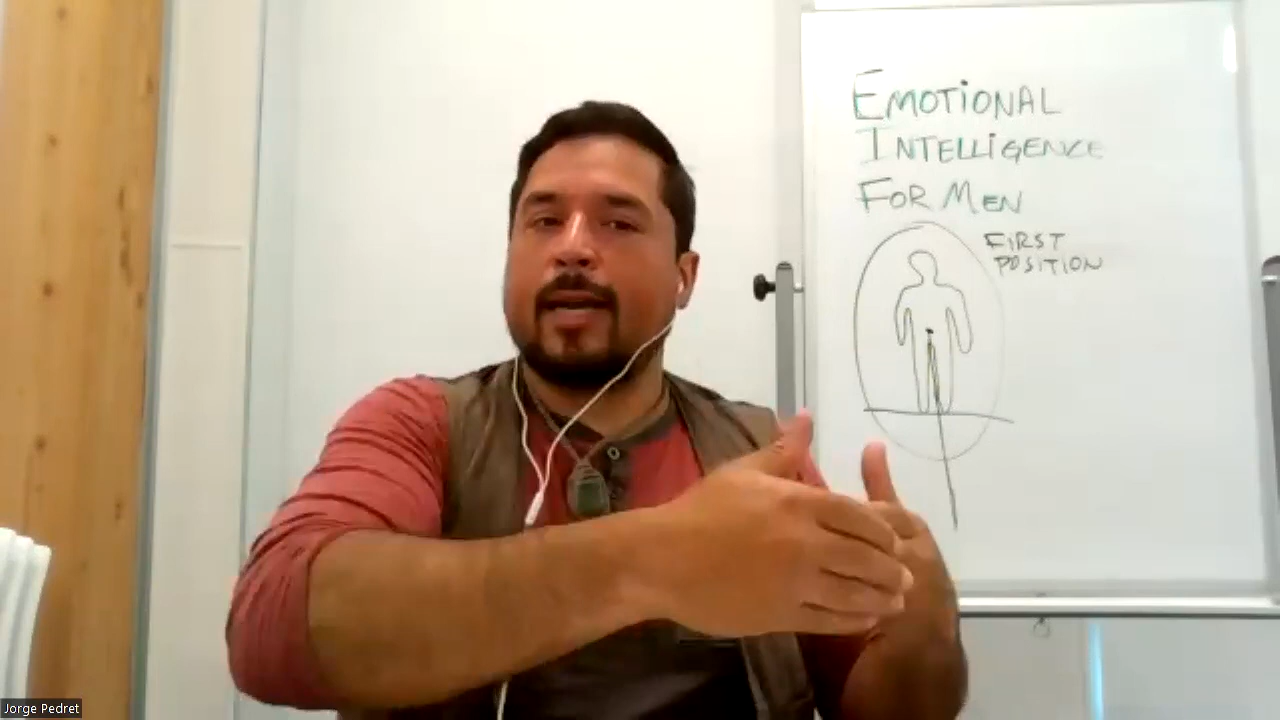 EMOTIONAL
INTELLIGENCE
FOR MEN
FIRST
POSITION
Jorge Pedret